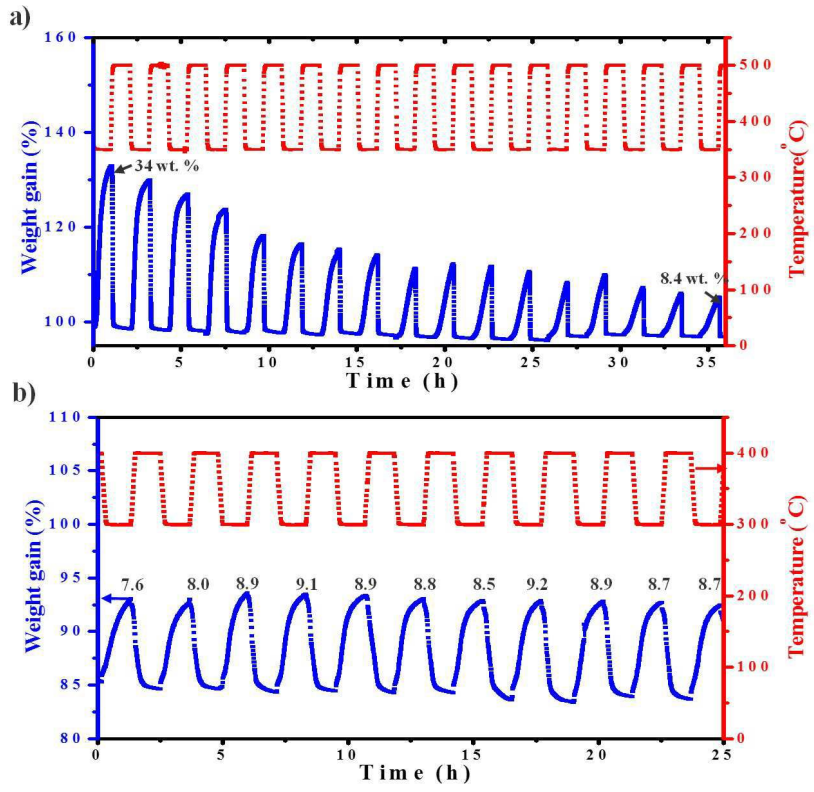 a)
160
140
120
100
Weight gain (%)
34 wt. %
8.4 wt. %
500
400
300
200
100
0
Temperature(°C)
0 5 10 15 20 25 30 35
Time (h)
b)
110
105
100
95
90
85
80
Weight gain (%)
7.6 8.0 8.9 9.1 8.9 8.8 8.5 9.2 8.9 8.7 8.7
400
300
200
100
0
Temperature (°C)
0 5 10 15 20 25
Time (h)